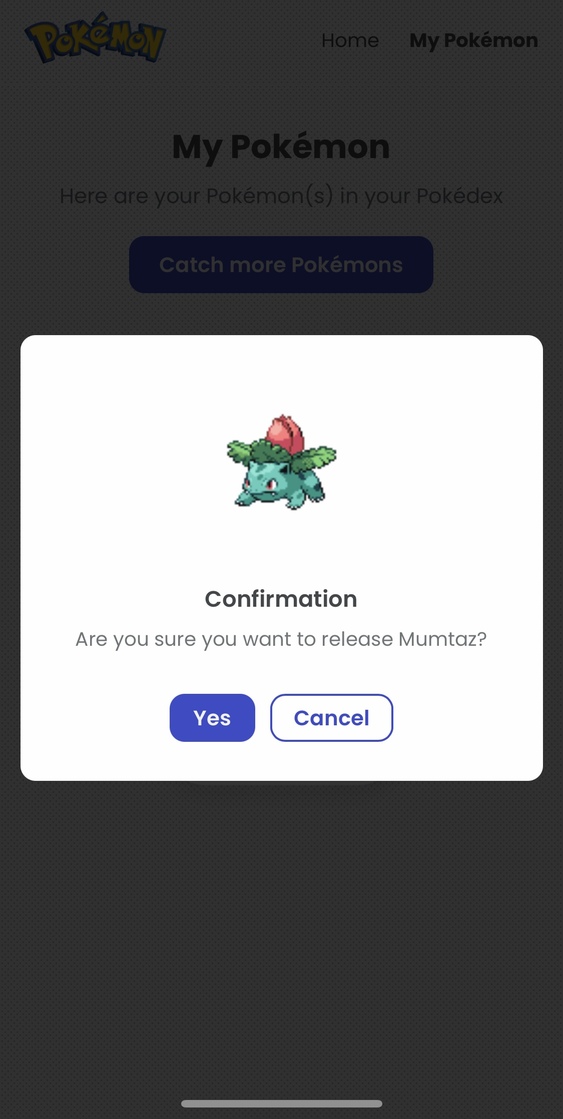 POKéMON
Home
My Pokémon
My Pokémon
Here are your Pokémon(s) in your Pokédex
Catch more Pokémons
Confirmation
Are you sure you want to release Mumtaz?
Yes
Cancel